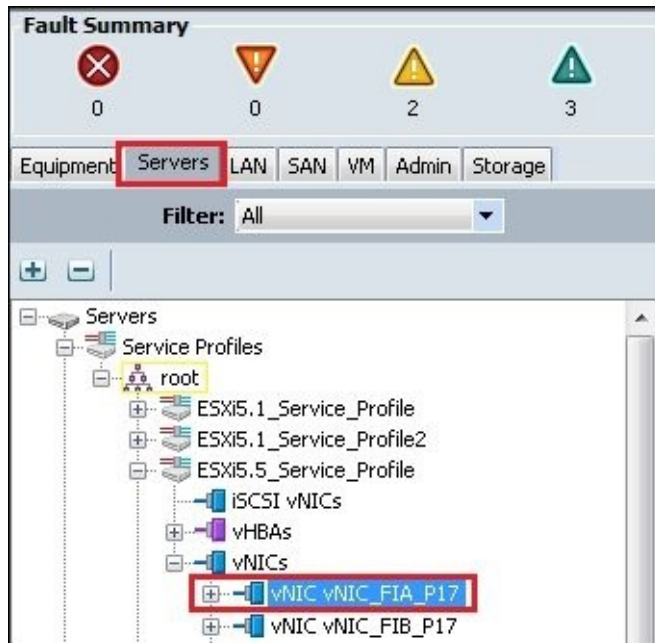 Fault Summary
0 0 2 3
Equipment Servers LAN SAN VM Admin Storage
Filter: All
Servers
Service Profiles
root
ESXi5.1_Service_Profile
ESXi5.1_Service_Profile2
ESXi5.5_Service_Profile
iSCSI vNICs
vHBAs
vNICs
vNIC vNIC_FIA_P17
vNIC vNIC_FIB_P17